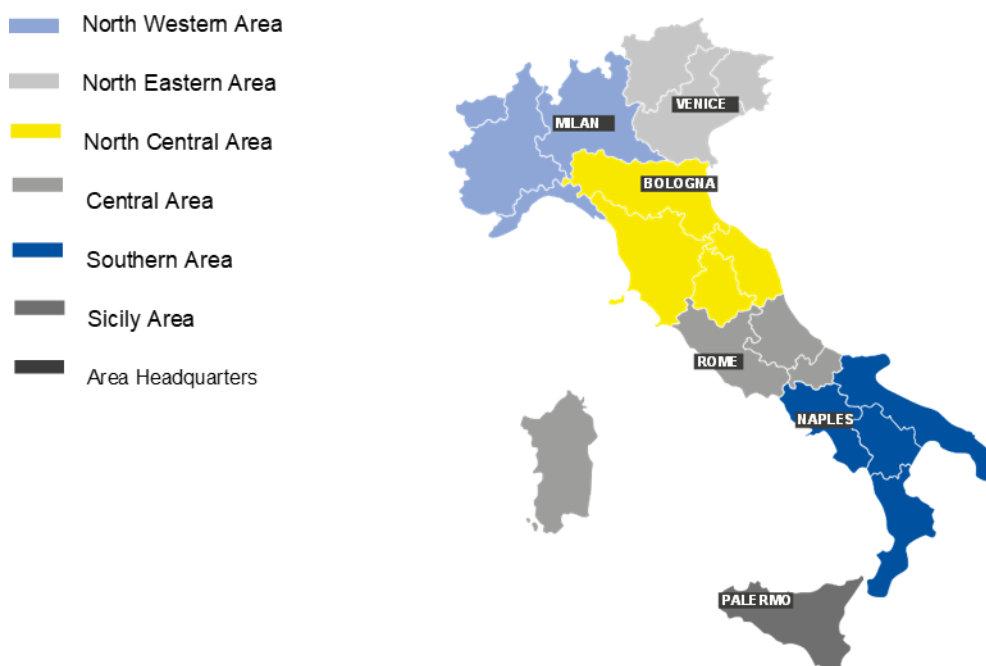 North Western Area
North Eastern Area
North Central Area
Central Area
Southern Area
Sicily Area
Area Headquarters
VENICE
MILAN
BOLOGNA
ROME
NAPLES
PALERMO